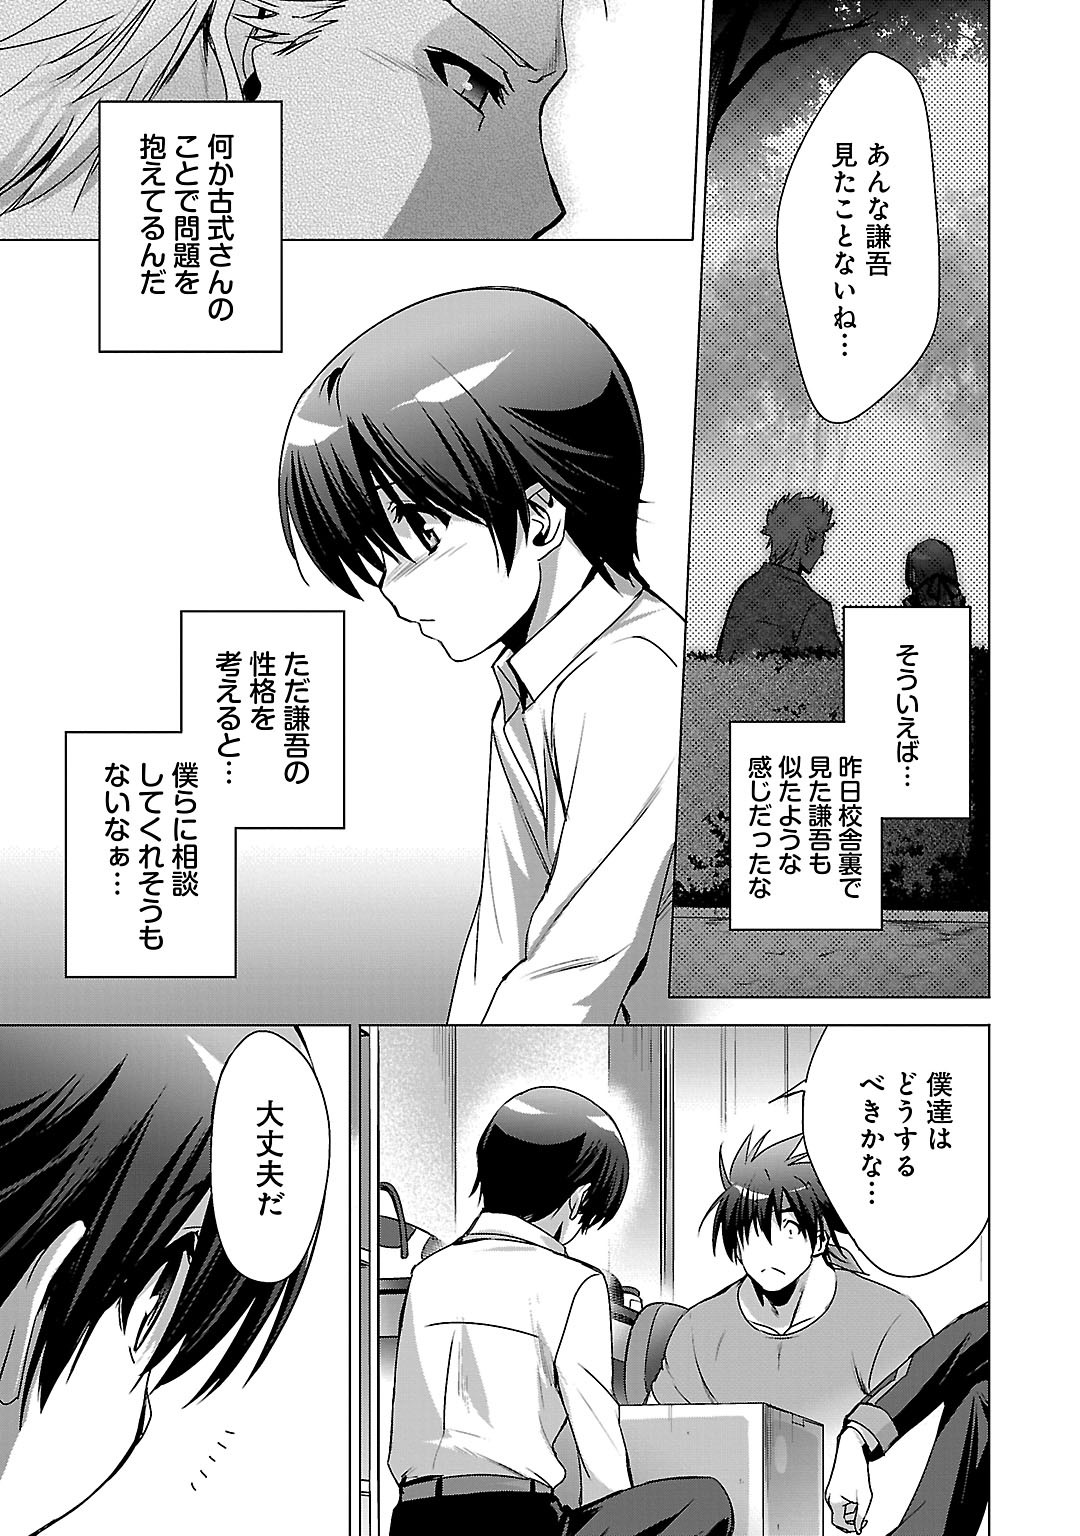 あんな謙吾
見たことないね…
そういえば…
昨日校舎裏で
見た謙吾も
似たような
感じだったな
何か古式さんの
ことで問題を
抱えてるんだ
ただ謙吾の
性格を
考えると…
僕らに相談
してくれそうも
ないなぁ…
僕達は
どうする
べきかな…
大丈夫だ